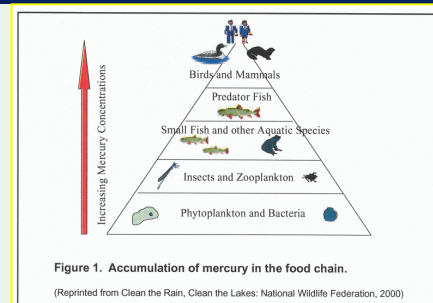 Increasing Mercury Concentrations
Birds and Mammals
Predator Fish
Small Fish and other Aquatic Species
Insects and Zooplankton
Phytoplankton and Bacteria
Figure 1. Accumulation of mercury in the food chain.
(Reprinted from Clean the Rain, Clean the Lakes: National Wildlife Federation, 2000)